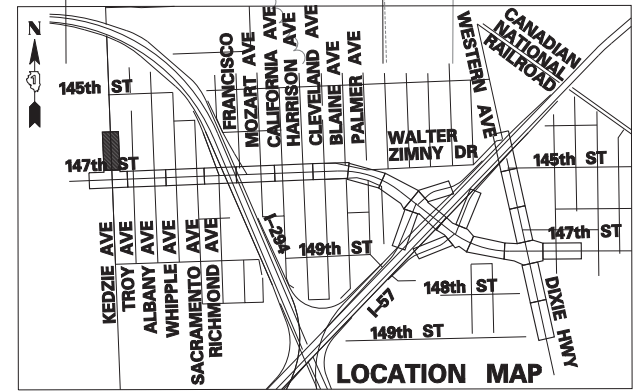 N
145th ST
147th ST
FRANCISCO
MOZART AVE
CALIFORNIA AVE
HARRISON AVE
CLEVELAND AVE
BLAINE AVE
PALMER AVE
WESTERN AVE
CANADIAN
NATIONAL
RAILROAD
WALTER
ZIMNY DR
145th ST
147th ST
KEDZIE AVE
TROY AVE
ALBANY AVE
WHIPPLE AVE
SACRAMENTO AVE
RICHMOND AVE
I-294
149th ST
I-57
148th ST
149th ST
DIXIE HWY
LOCATION MAP